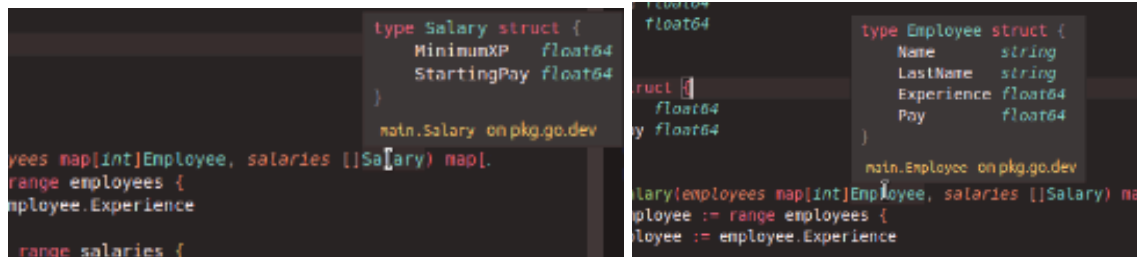 type Salary struct {
MinimumXP float64
StartingPay float64
}
main.Salary on pkg.go.dev
yees map[int]Employee, salaries []Salary) map[.
range employees {
mployee.Experience
range salaries {
float64
float64
type Employee struct {
Name string
LastName string
Experience float64
Pay float64
}
main.Employee on pkg.go.dev
truct {
float64
y float64
lary(employees map[int]Employee, salaries []Salary) ma
ployee := range employees {
ployee := employee.Experience